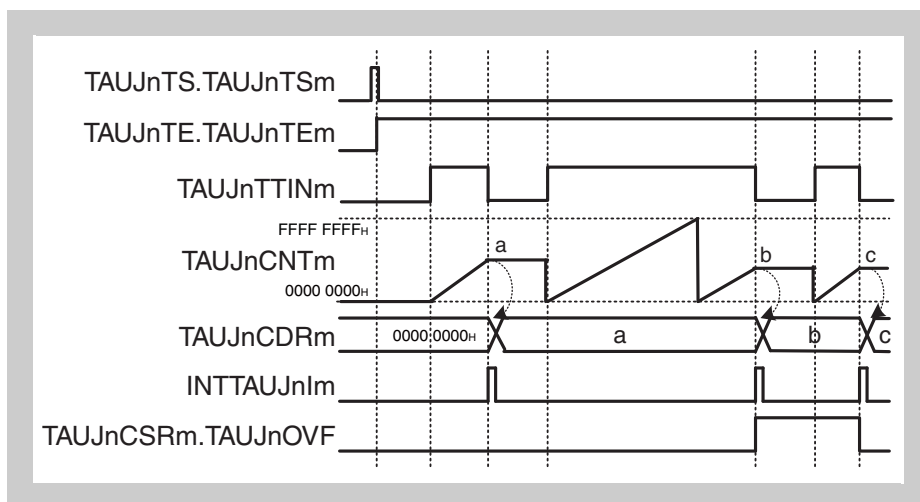 TAUJnTS.TAUJnTSm
TAUJnTE.TAUJnTEm
TAUJnTTINm
FFFF FFFFH
TAUJnCNTm
a
b
c
0000 0000H
TAUJnCDRm
0000 0000H
a
b
c
INTTAUJnIm
TAUJnCSRm.TAUJnOVF